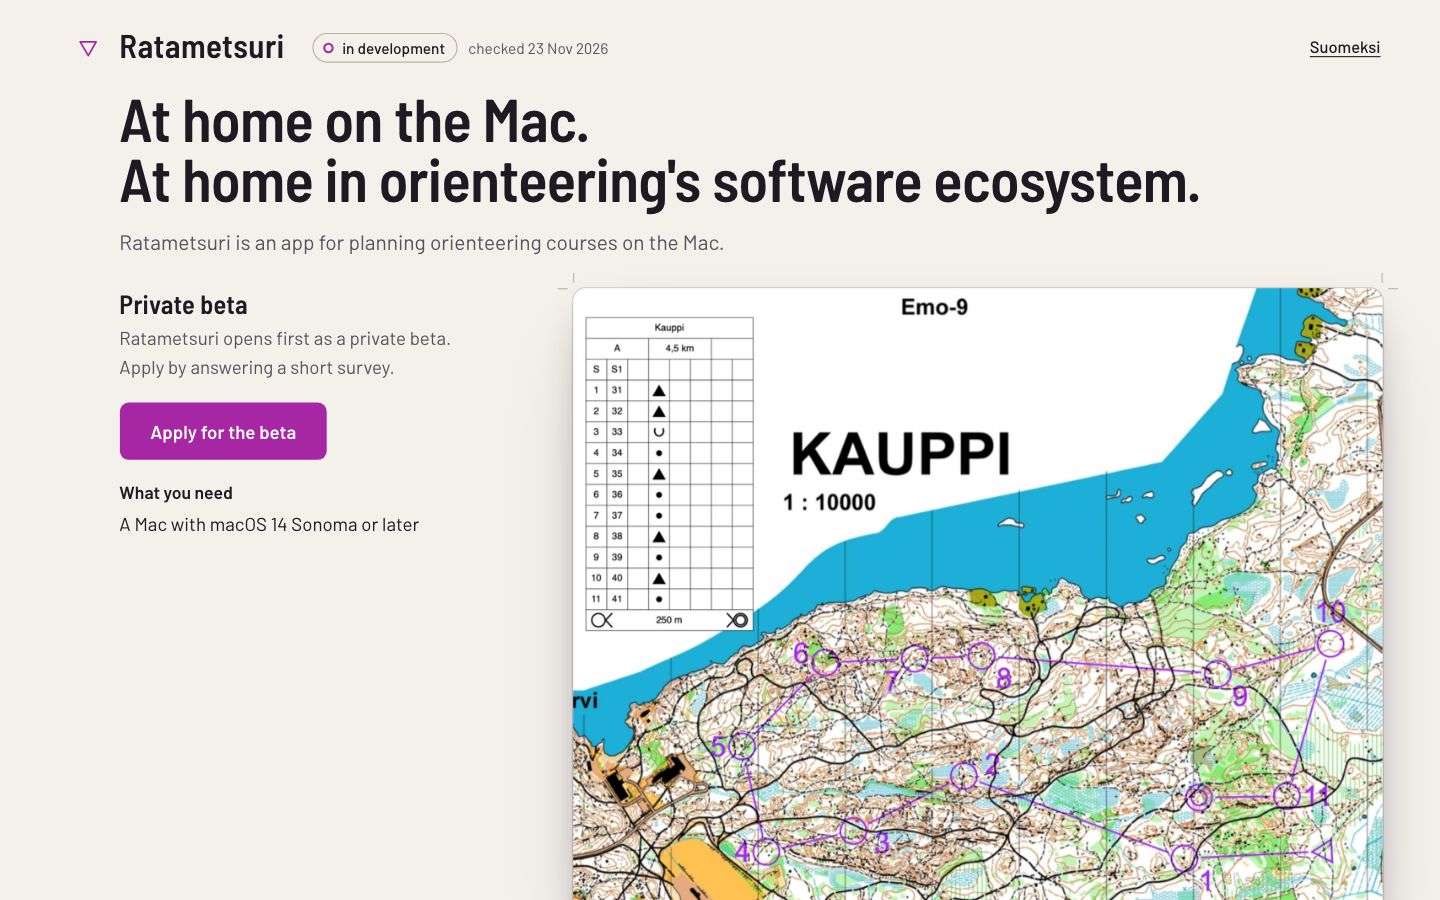 Ratametsuri
in development
checked 23 Nov 2026
Suomeksi
At home on the Mac.
At home in orienteering's software ecosystem.
Ratametsuri is an app for planning orienteering courses on the Mac.
Private beta
Ratametsuri opens first as a private beta.
Apply by answering a short survey.
Apply for the beta
What you need
A Mac with macOS 14 Sonoma or later
Emo-9
Kauppi
A 4,5 km
S S1
1 31
2 32
3 33
4 34
5 35
6 36
7 37
8 38
9 39
10 40
11 41
250 m
KAUPPI
1 : 10000
rvi
10
6
7
8
9
5
2
11
4
3
1